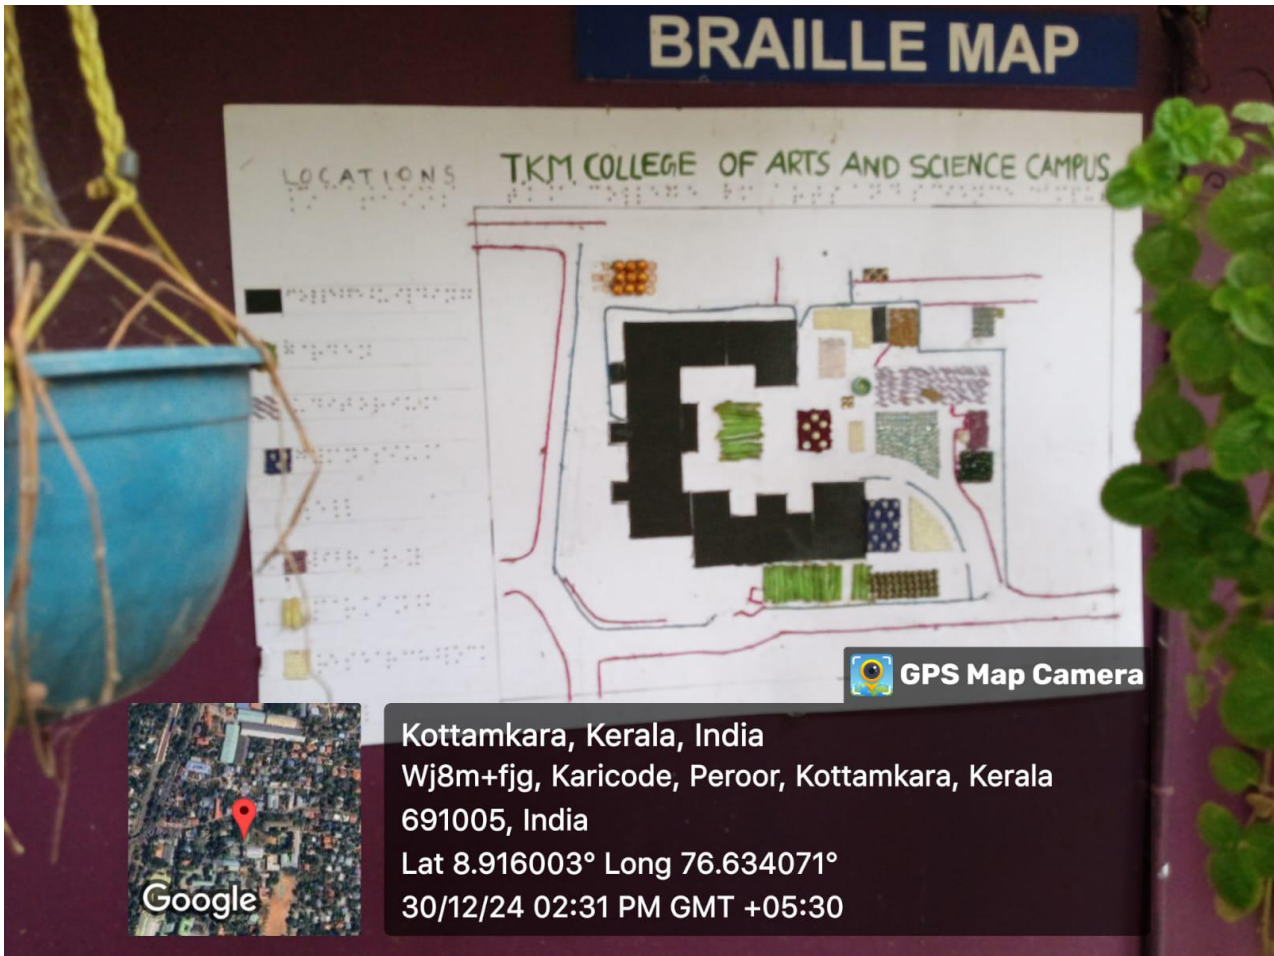 BRAILLE MAP
LOCATIONS
TKM COLLEGE OF ARTS AND SCIENCE CAMPUS
GPS Map Camera
Google
Kottamkara, Kerala, India
Wj8m+fjg, Karicode, Peroor, Kottamkara, Kerala
691005, India
Lat 8.916003° Long 76.634071°
30/12/24 02:31 PM GMT +05:30